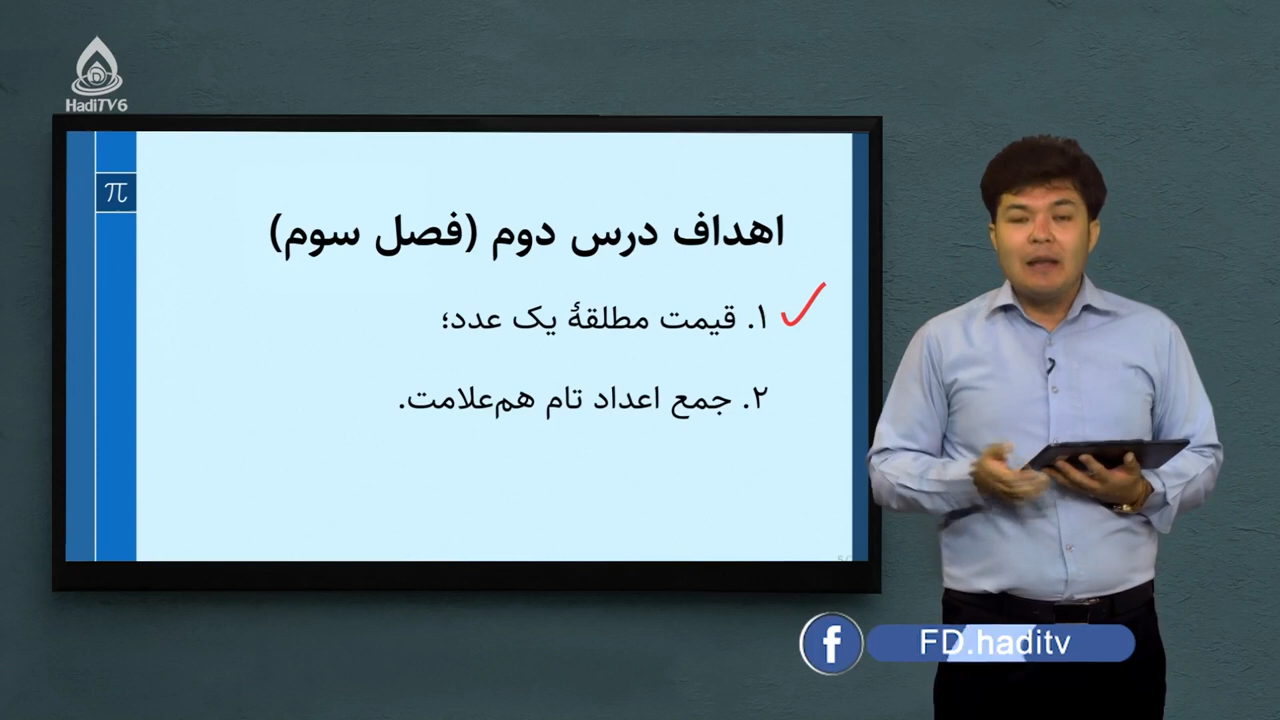 HadiTV6
π
اهداف درس دوم (فصل سوم)
۱. قیمت مطلقهٔ یک عدد؛
۲. جمع اعداد تام هم‌علامت.
f FD.haditv